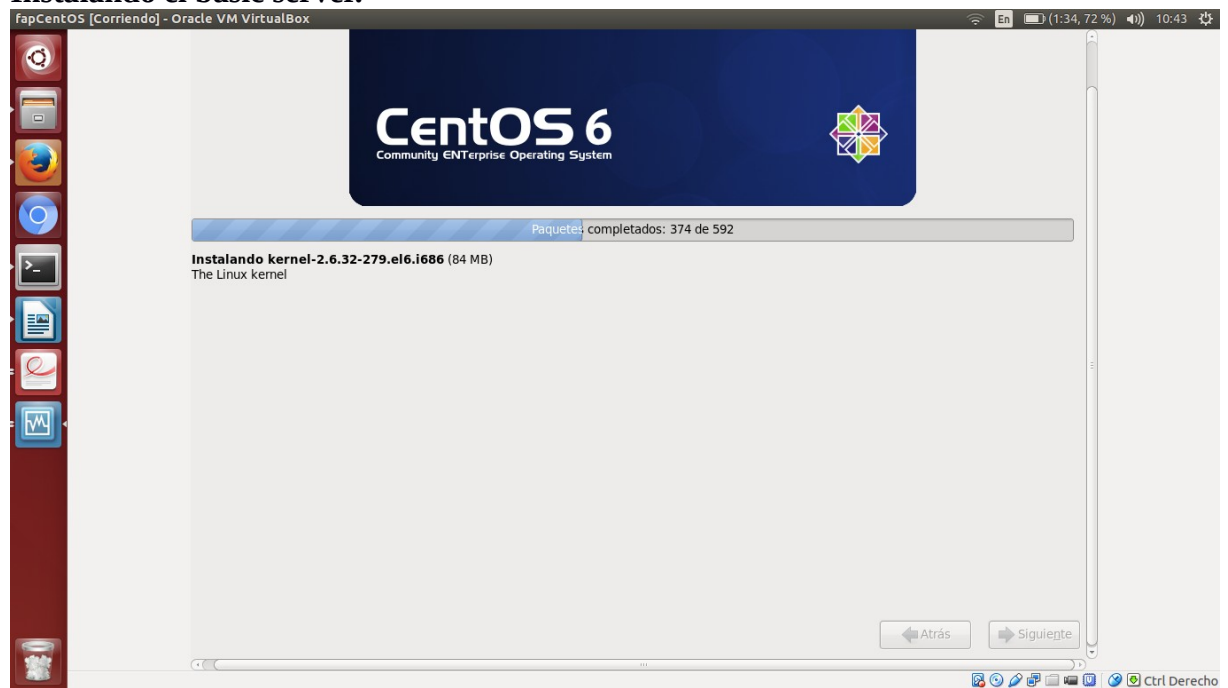 Instalando el basic server.
fapCentOS [Corriendo] - Oracle VM VirtualBox
En (1:34, 72 %) 10:43
CentOS 6
Community ENTerprise Operating System
Paquetes completados: 374 de 592
Instalando kernel-2.6.32-279.el6.i686 (84 MB)
The Linux kernel
Atrás Siguiente
Ctrl Derecho